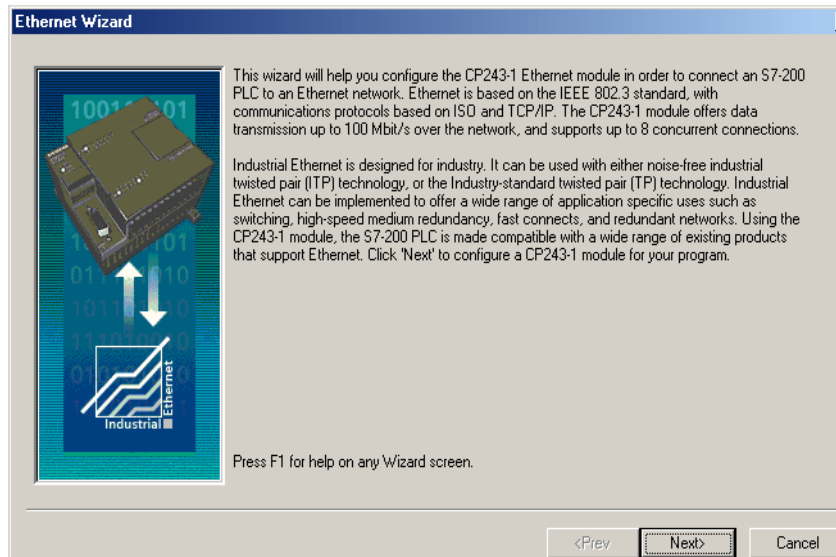 Ethernet Wizard
This wizard will help you configure the CP243-1 Ethernet module in order to connect an S7-200
PLC to an Ethernet network. Ethernet is based on the IEEE 802.3 standard, with
communications protocols based on ISO and TCP/IP. The CP243-1 module offers data
transmission up to 100 Mbit/s over the network, and supports up to 8 concurrent connections.
Industrial Ethernet is designed for industry. It can be used with either noise-free industrial
twisted pair (ITP) technology, or the Industry-standard twisted pair (TP) technology. Industrial
Ethernet can be implemented to offer a wide range of application specific uses such as
switching, high-speed medium redundancy, fast connects, and redundant networks. Using the
CP243-1 module, the S7-200 PLC is made compatible with a wide range of existing products
that support Ethernet. Click 'Next' to configure a CP243-1 module for your program.
Industrial
Ethernet
Press F1 for help on any Wizard screen.
<Prev
Next>
Cancel